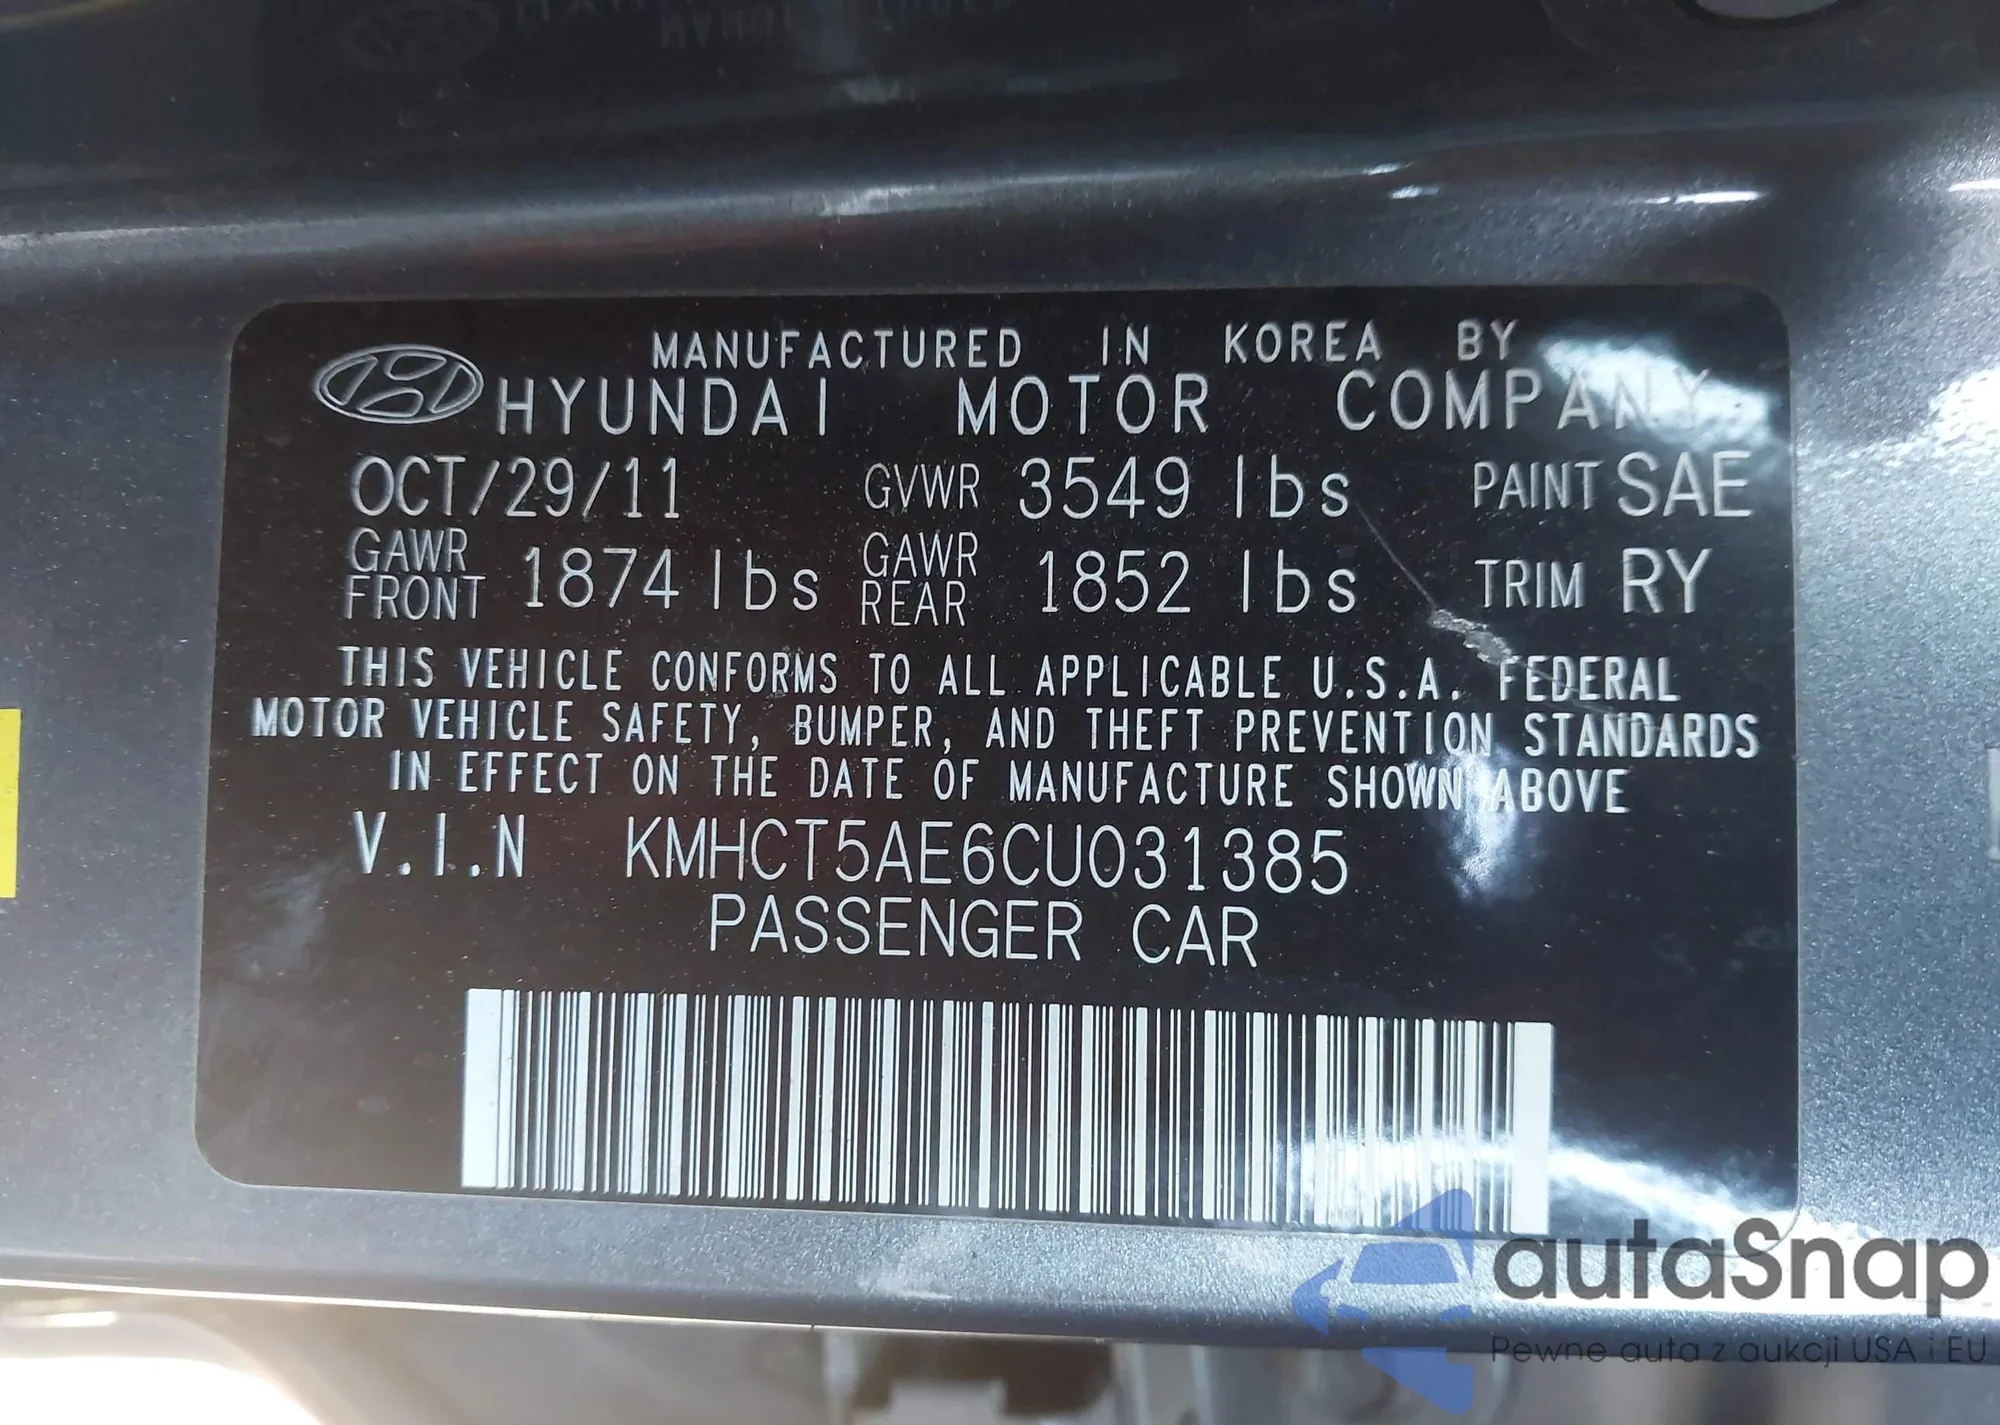 MANUFACTURED IN KOREA BY
HYUNDAI MOTOR COMPANY.
OCT/29/11 GVWR 3549 lbs PAINT SAE
GAWR FRONT 1874 lbs GAWR REAR 1852 lbs TRIM RY
THIS VEHICLE CONFORMS TO ALL APPLICABLE U.S.A. FEDERAL
MOTOR VEHICLE SAFETY, BUMPER, AND THEFT PREVENTION STANDARDS
IN EFFECT ON THE DATE OF MANUFACTURE SHOWN ABOVE
V.I.N KMHCT5AE6CU031385
PASSENGER CAR
autaSnap
Pewne auta z aukcji USA i EU